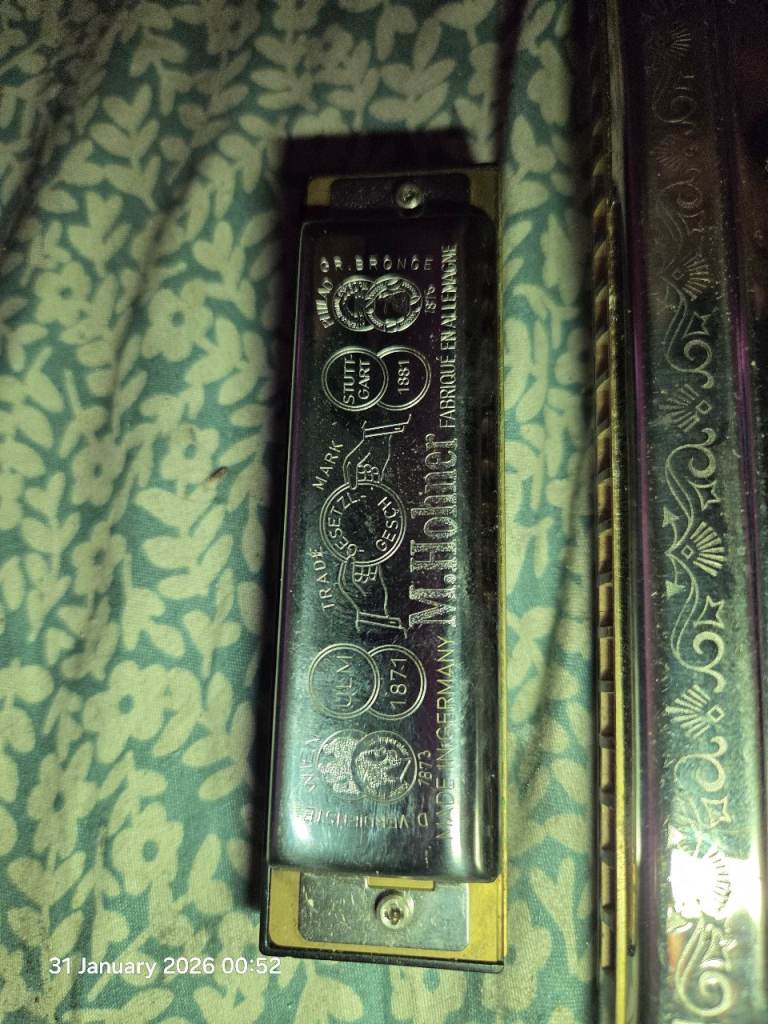 GR. BRONCE
1876
STUTT-
GART
1881
TRADE MARK
GESETZL
GESCH
ULM
1871
WIEN
1873
M.Hohner
MADE IN GERMANY FABRIQUÉ EN ALLEMAGNE
31 January 2026 00:52